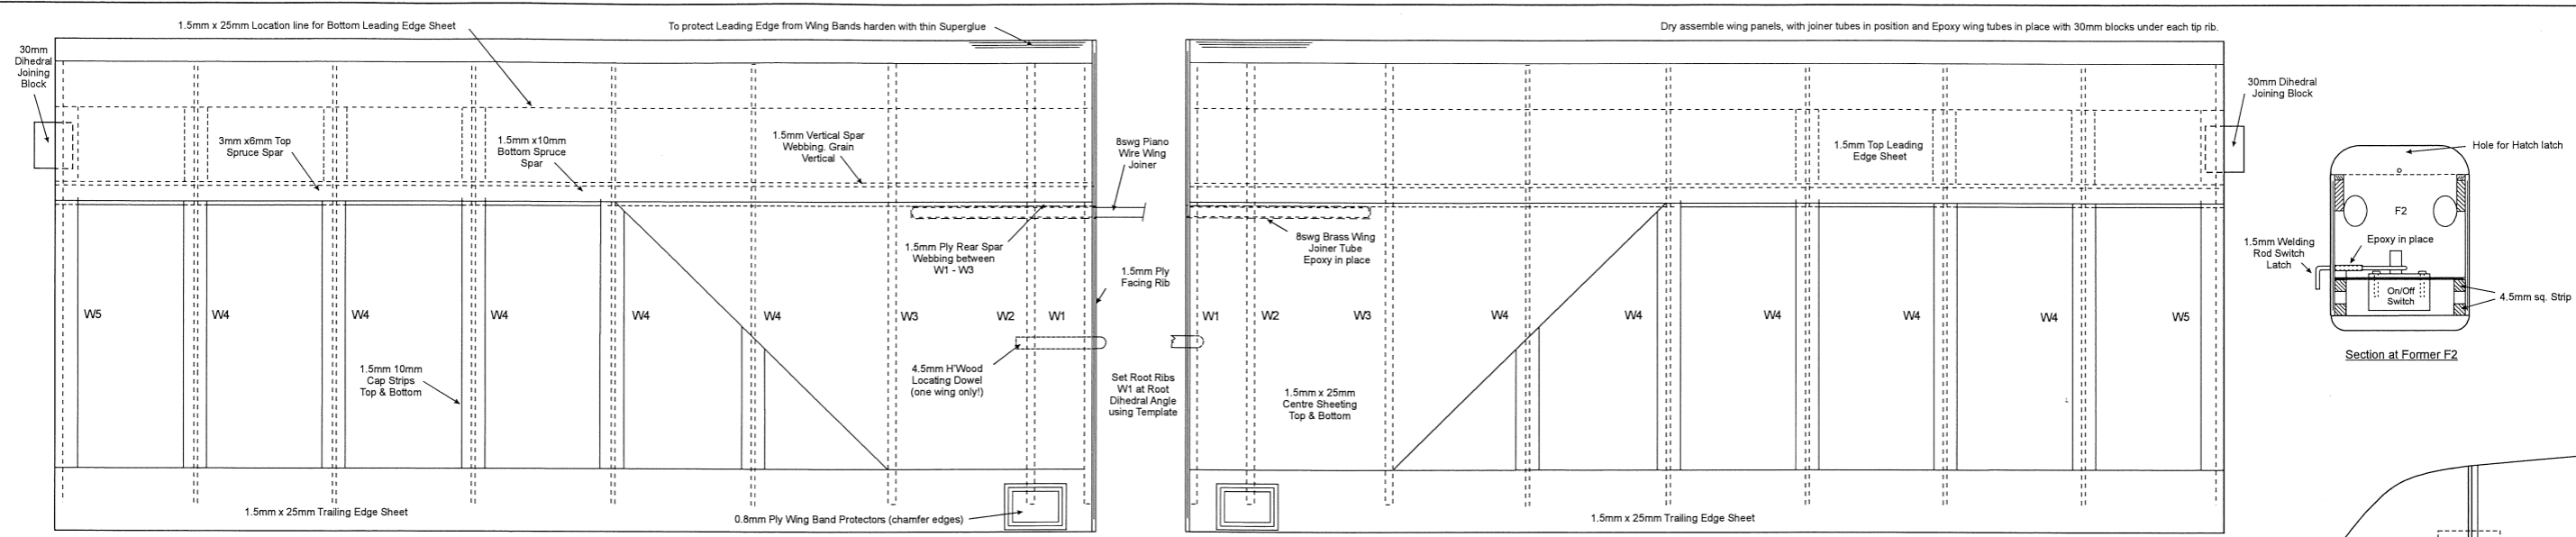 1.5mm x 25mm Location line for Bottom Leading Edge Sheet
To protect Leading Edge from Wing Bands harden with thin Superglue
Dry assemble wing panels, with joiner tubes in position and Epoxy wing tubes in place with 30mm blocks under each tip rib.
30mm
Dihedral
Joining
Block
3mm x6mm Top
Spruce Spar
1.5mm x10mm
Bottom Spruce
Spar
1.5mm Vertical Spar
Webbing. Grain
Vertical
8swg Piano
Wire Wing
Joiner
1.5mm Top Leading
Edge Sheet
30mm Dihedral
Joining Block
Hole for Hatch latch
F2
Epoxy in place
1.5mm Welding
Rod Switch
Latch
On/Off
Switch
4.5mm sq. Strip
Section at Former F2
1.5mm Ply Rear Spar
Webbing between
W1 - W3
8swg Brass Wing
Joiner Tube
Epoxy in place
1.5mm Ply
Facing Rib
W5
W4
W4
W4
W4
W4
W3
W2
W1
W1
W2
W3
W4
W4
W4
W4
W4
W5
1.5mm 10mm
Cap Strips
Top & Bottom
4.5mm H'Wood
Locating Dowel
(one wing only!)
Set Root Ribs
W1 at Root
Dihedral Angle
using Template
1.5mm x 25mm
Centre Sheeting
Top & Bottom
1.5mm x 25mm Trailing Edge Sheet
0.8mm Ply Wing Band Protectors (chamfer edges)
1.5mm x 25mm Trailing Edge Sheet